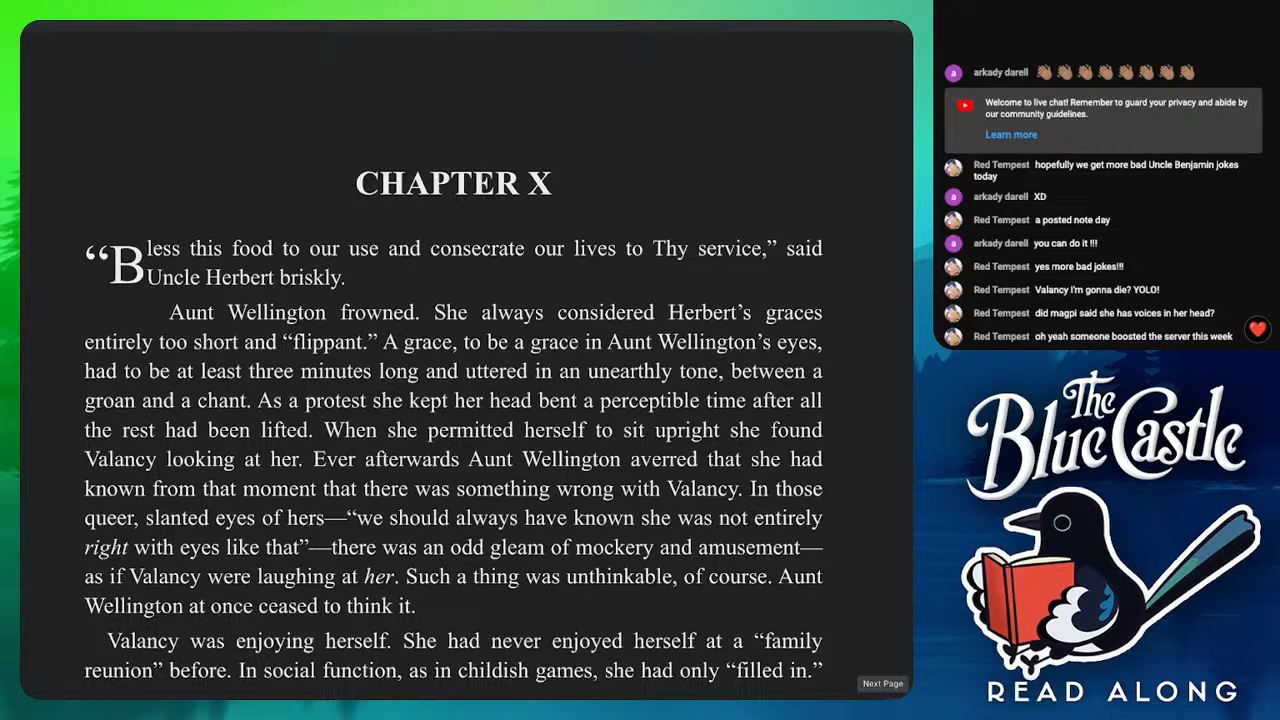 CHAPTER X
“Bless this food to our use and consecrate our lives to Thy service,” said
Uncle Herbert briskly.
Aunt Wellington frowned. She always considered Herbert’s graces
entirely too short and “flippant.” A grace, to be a grace in Aunt Wellington’s eyes,
had to be at least three minutes long and uttered in an unearthly tone, between a
groan and a chant. As a protest she kept her head bent a perceptible time after all
the rest had been lifted. When she permitted herself to sit upright she found
Valancy looking at her. Ever afterwards Aunt Wellington averred that she had
known from that moment that there was something wrong with Valancy. In those
queer, slanted eyes of hers—“we should always have known she was not entirely
right with eyes like that”—there was an odd gleam of mockery and amusement—
as if Valancy were laughing at her. Such a thing was unthinkable, of course. Aunt
Wellington at once ceased to think it.
Valancy was enjoying herself. She had never enjoyed herself at a “family
reunion” before. In social function, as in childish games, she had only “filled in.”
Next Page
a arkady darell
Welcome to live chat! Remember to guard your privacy and abide by
our community guidelines.
Learn more
Red Tempest hopefully we get more bad Uncle Benjamin jokes
today
a arkady darell XD
Red Tempest a posted note day
a arkady darell you can do it !!!
Red Tempest yes more bad jokes!!!
Red Tempest Valancy I'm gonna die? YOLO!
Red Tempest did magpi said she has voices in her head?
Red Tempest oh yeah someone boosted the server this week
The
Blue Castle
READ ALONG